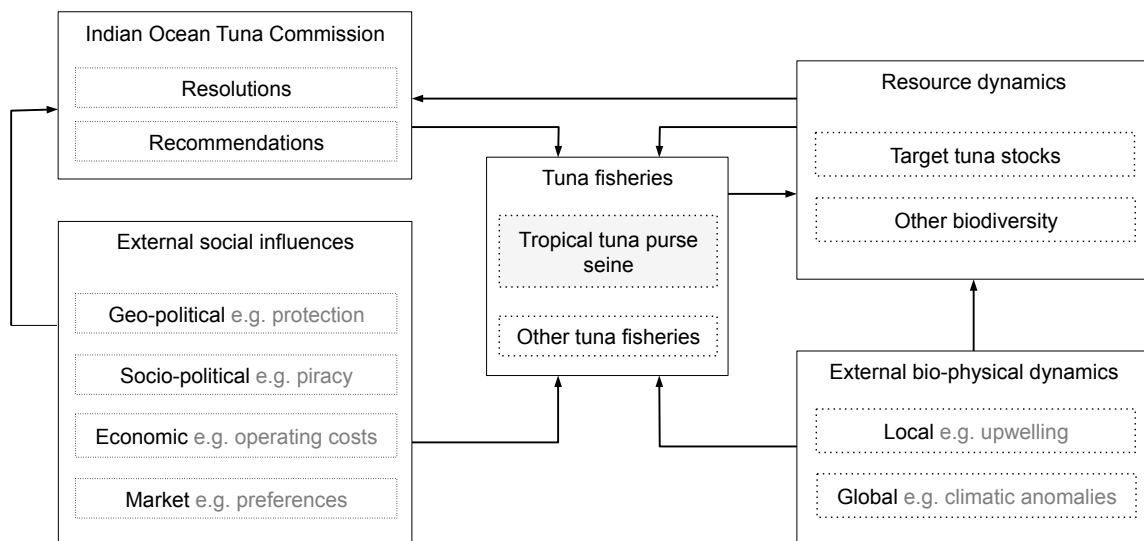 Indian Ocean Tuna Commission
Resolutions
Recommendations
External social influences
Geo-political e.g. protection
Socio-political e.g. piracy
Economic e.g. operating costs
Market e.g. preferences
Tuna fisheries
Tropical tuna purse
seine
Other tuna fisheries
Resource dynamics
Target tuna stocks
Other biodiversity
External bio-physical dynamics
Local e.g. upwelling
Global e.g. climatic anomalies